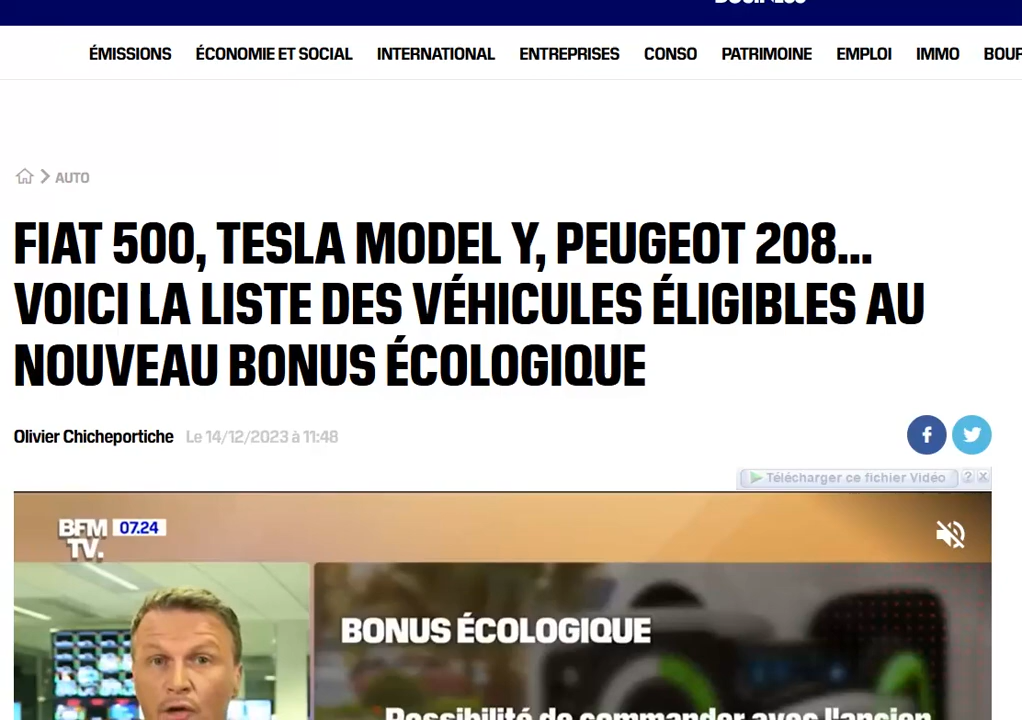 ÉMISSIONS ÉCONOMIE ET SOCIAL INTERNATIONAL ENTREPRISES CONSO PATRIMOINE EMPLOI IMMO
AUTO
FIAT 500, TESLA MODEL Y, PEUGEOT 208...
VOICI LA LISTE DES VÉHICULES ÉLIGIBLES AU
NOUVEAU BONUS ÉCOLOGIQUE
Olivier Chicheportiche Le 14/12/2023 à 11:48
Télécharger ce fichier Vidéo ? X
BFM 07.24
TV.
BONUS ÉCOLOGIQUE
Possibilité de commander avec l'ancien